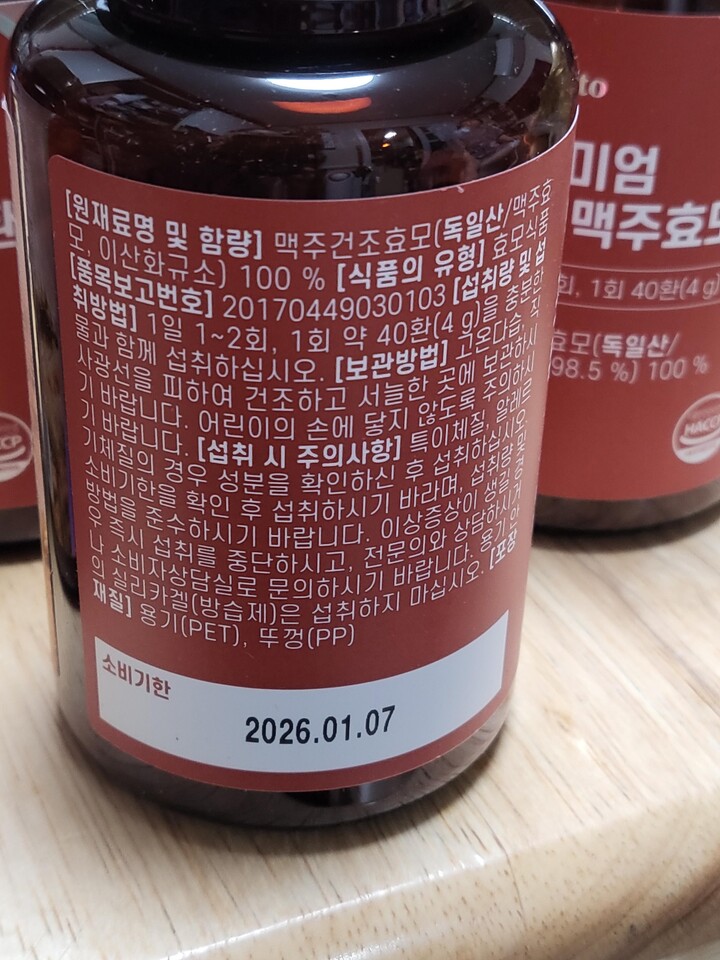 [원재료명 및 함량] 맥주건조효모(독일산/맥주효
모, 이산화규소) 100 % [식품의 유형] 효모식품
[품목보고번호] 20170449030103 [섭취량 및 섭
취방법] 1일 1~2회, 1회 약 40환(4 g)을 충분한
물과 함께 섭취하십시오. [보관방법] 고온다습, 직
사광선을 피하여 건조하고 서늘한 곳에 보관하시
기 바랍니다. 어린이의 손에 닿지 않도록 주의하시
기 바랍니다. [섭취 시 주의사항] 특이체질, 알레르
기체질의 경우 성분을 확인하신 후 섭취하십시오.
소비기한을 확인 후 섭취하시기 바라며, 섭취량 및
방법을 준수하시기 바랍니다. 이상증상이 생길 경
우 즉시 섭취를 중단하시고, 전문의와 상담하시거
나 소비자상담실로 문의하시기 바랍니다. 용기 안
의 실리카겔(방습제)은 섭취하지 마십시오. [포장
재질] 용기(PET), 뚜껑(PP)
소비기한
2026.01.07
to
미엄
맥주효모
회, 1회 40환(4 g)
효모(독일산/
98.5 %) 100 %
HACCP